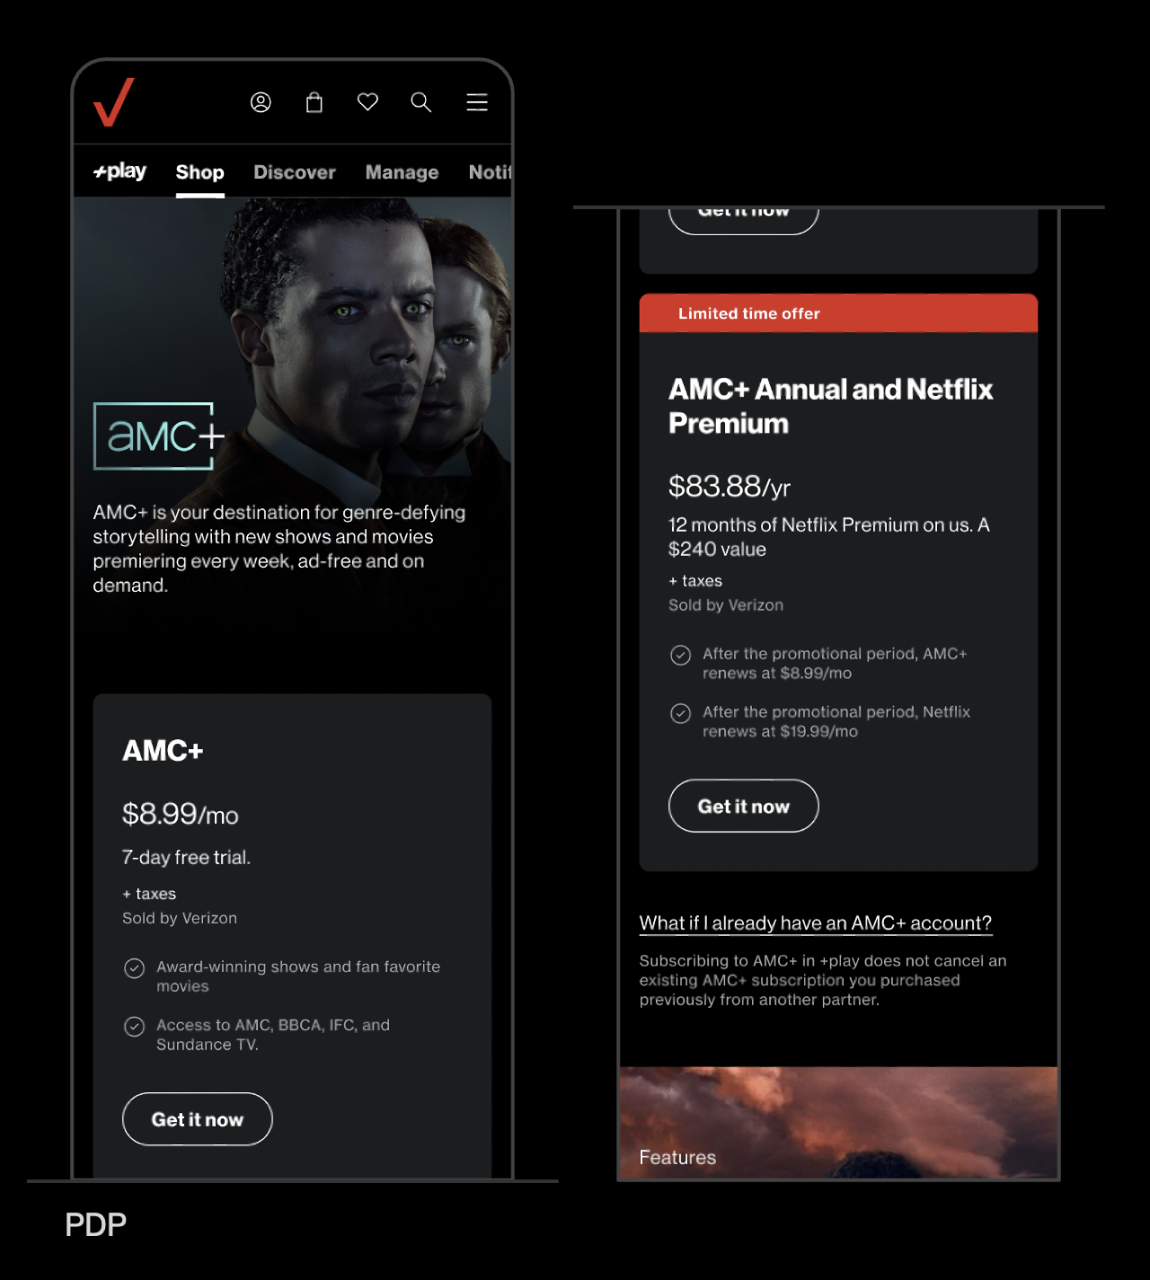 +play
Shop
Discover
Manage
Notif
aMC+
AMC+ is your destination for genre-defying
storytelling with new shows and movies
premiering every week, ad-free and on
demand.
AMC+
$8.99/mo
7-day free trial.
+ taxes
Sold by Verizon
Award-winning shows and fan favorite
movies
Access to AMC, BBCA, IFC, and
Sundance TV.
Get it now
PDP
Get it now
Limited time offer
AMC+ Annual and Netflix
Premium
$83.88/yr
12 months of Netflix Premium on us. A
$240 value
+ taxes
Sold by Verizon
After the promotional period, AMC+
renews at $8.99/mo
After the promotional period, Netflix
renews at $19.99/mo
Get it now
What if I already have an AMC+ account?
Subscribing to AMC+ in +play does not cancel an
existing AMC+ subscription you purchased
previously from another partner.
Features